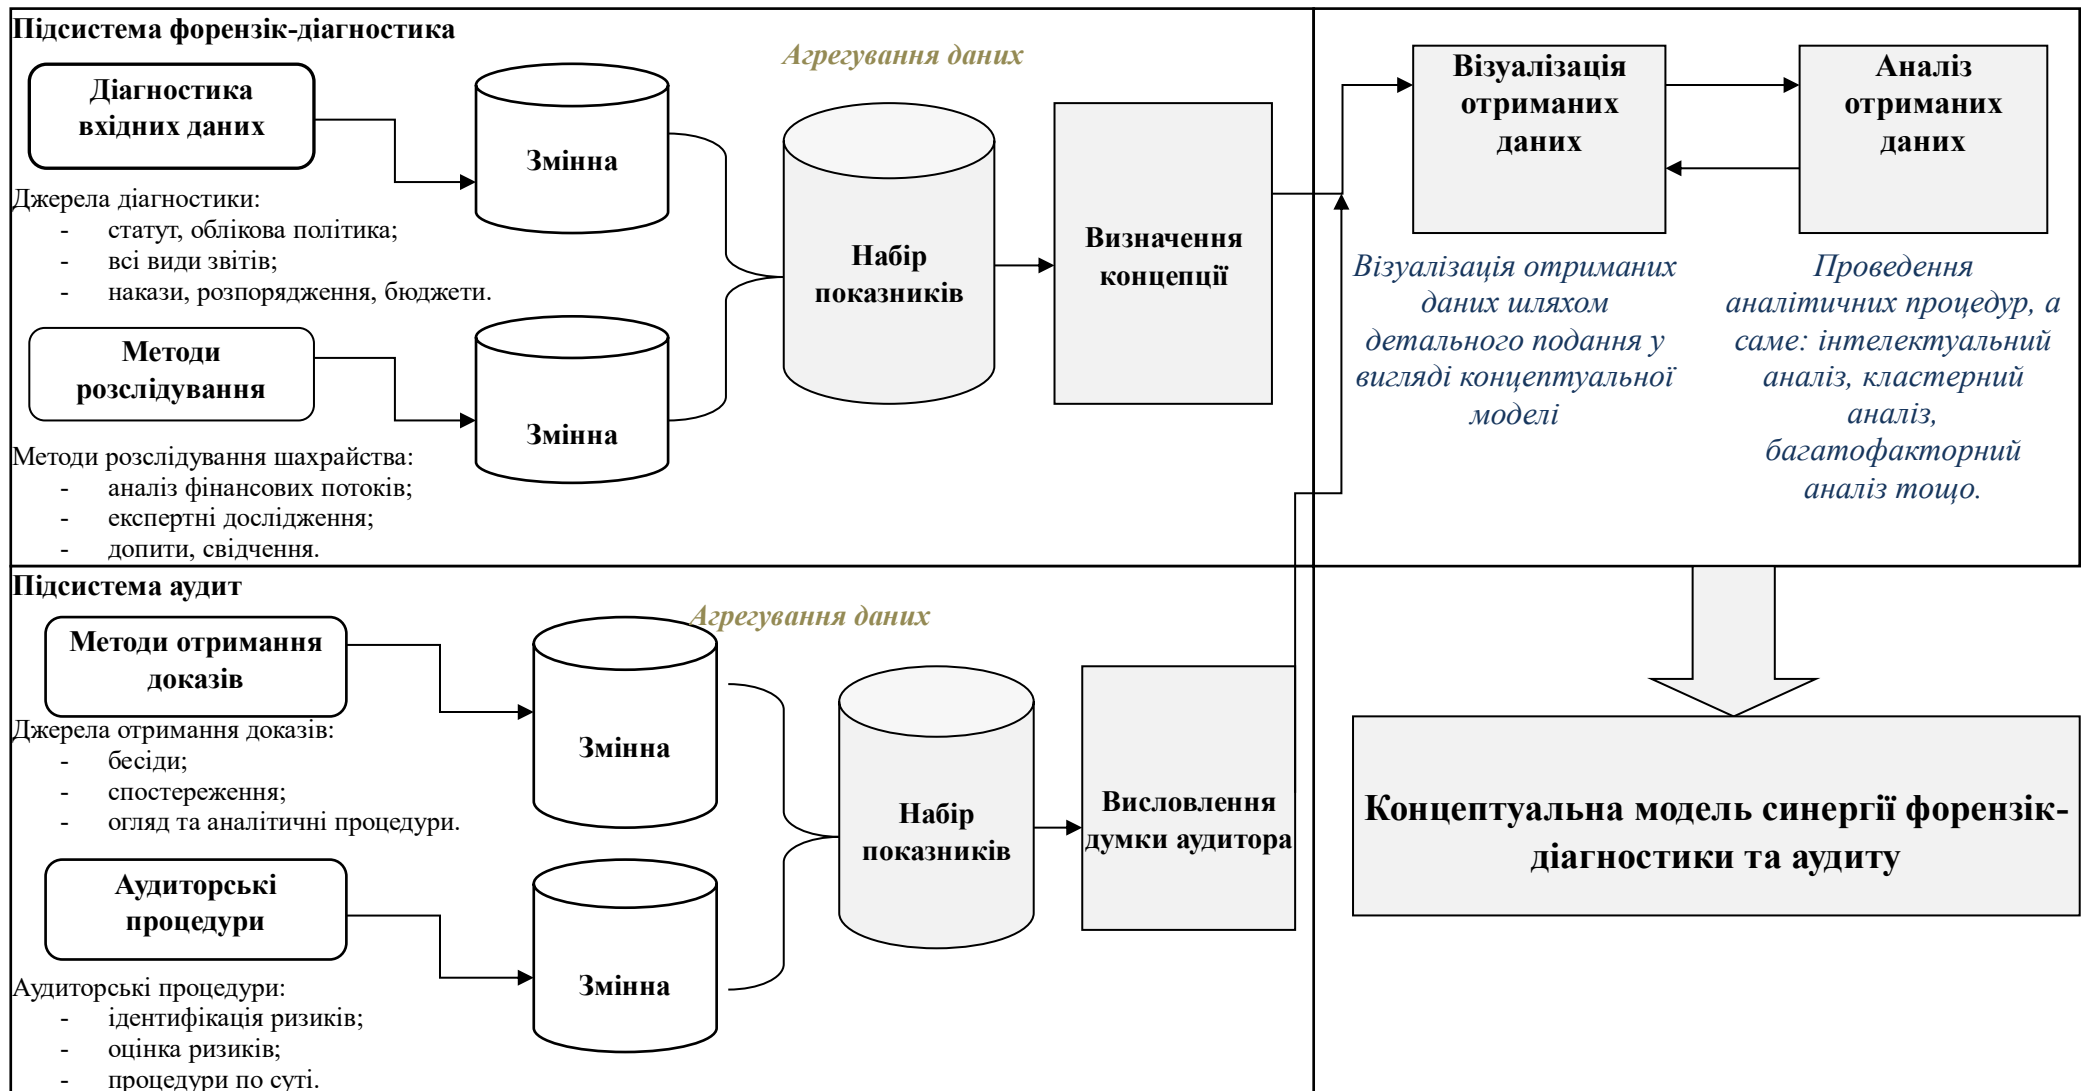 Підсистема форензік-діагностика
Агрегування даних
Діагностика
вхідних даних
Змінна
Джерела діагностики:
- статут, облікова політика;
- всі види звітів;
- накази, розпорядження, бюджети.
Методи
розслідування
Змінна
Методи розслідування шахрайства:
- аналіз фінансових потоків;
- експертні дослідження;
- допити, свідчення.
Набір
показників
Визначення
концепції
Візуалізація
отриманих
даних
Аналіз
отриманих
даних
Візуалізація отриманих
даних шляхом
детального подання у
вигляді концептуальної
моделі
Проведення
аналітичних процедур, а
саме: інтелектуальний
аналіз, кластерний
аналіз,
багатофакторний
аналіз тощо.
Підсистема аудит
Агрегування даних
Методи отримання
доказів
Змінна
Джерела отримання доказів:
- бесіди;
- спостереження;
- огляд та аналітичні процедури.
Аудиторські
процедури
Змінна
Аудиторські процедури:
- ідентифікація ризиків;
- оцінка ризиків;
- процедури по суті.
Набір
показників
Висловлення
думки аудитора
Концептуальна модель синергії форензік-
діагностики та аудиту